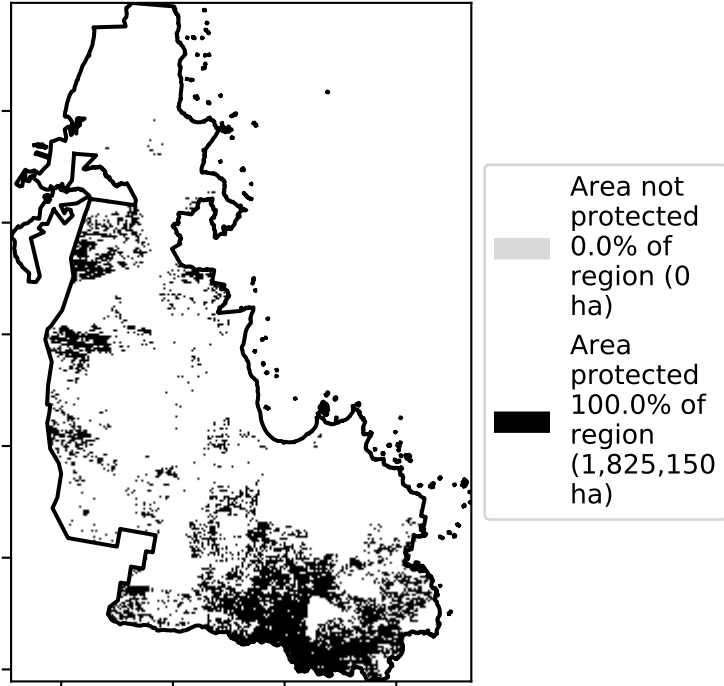 Area not
protected
0.0% of
region (0
ha)
Area
protected
100.0% of
region
(1,825,150
ha)